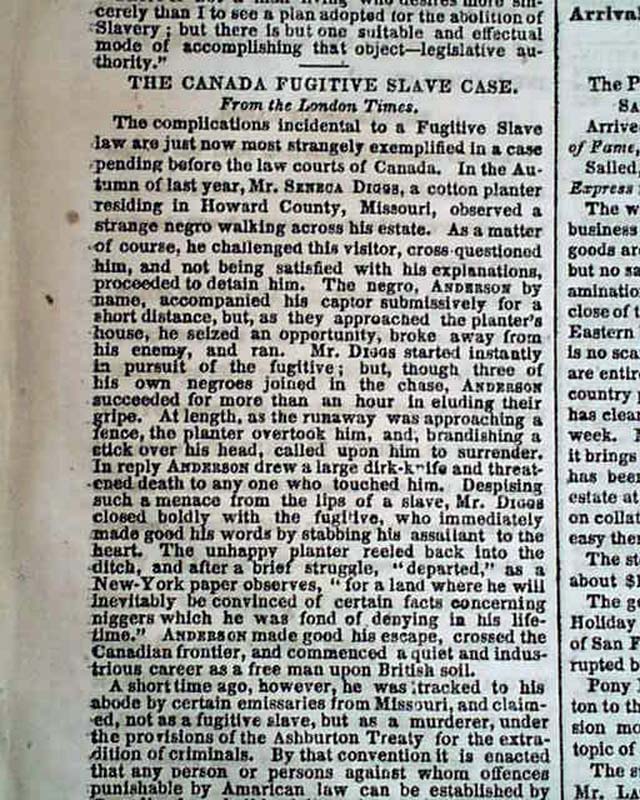 cerely than I to see a plan adopted for the abolition of
Slavery; but there is but one suitable and effectual
mode of accomplishing that object—legislative au-
thority."
THE CANADA FUGITIVE SLAVE CASE.
From the London Times.
The complications incidental to a Fugitive Slave
law are just now most strangely exemplified in a case
pending before the law courts of Canada. In the Au-
tumn of last year, Mr. SENECA DIGGS, a cotton planter
residing in Howard County, Missouri, observed a
strange negro walking across his estate. As a matter
of course, he challenged this visitor, cross-questioned
him, and not being satisfied with his explanations,
proceeded to detain him. The negro, ANDERSON by
name, accompanied his captor submissively for a
short distance, but, as they approached the planter's
house, he seized an opportunity, broke away from
his enemy, and ran. Mr. DIGGS started instantly
in pursuit of the fugitive; but, though three of
his own negroes joined in the chase, ANDERSON
succeeded for more than an hour in eluding their
gripe. At length, as the runaway was approaching a
fence, the planter overtook him, and, brandishing a
stick over his head, called upon him to surrender.
In reply ANDERSON drew a large dirk-knife and threat-
ened death to any one who touched him. Despising
such a menace from the lips of a slave, Mr. DIGGS
closed boldly with the fugitive, who immediately
made good his words by stabbing his assailant to the
heart. The unhappy planter reeled back into the
ditch, and after a brief struggle, "departed," as a
New-York paper observes, "for a land where he will
inevitably be convinced of certain facts concerning
niggers which he was fond of denying in his life-
time." ANDERSON made good his escape, crossed the
Canadian frontier, and commenced a quiet and indus-
trious career as a free man upon British soil.
A short time ago, however, he was tracked to his
abode by certain emissaries from Missouri, and claim-
ed, not as a fugitive slave, but as a murderer, under
the provisions of the Ashburton Treaty for the extra-
dition of criminals. By that convention it is enacted
that any person or persons against whom offences
punishable by American law can be established by
Arrival
The P
SA
Arrive
of Fame,
Sailed,
Express
The w
business
goods are
but no sa
amination
close of t
Eastern
is no sca
are entire
country
has clea
week.
it brings
has been
estate at
on collat
easy the
The st
about $1
The go
Holiday
of San F
rupted b
Pony
ton to th
sion mo
topic of
The st
Mr. LA